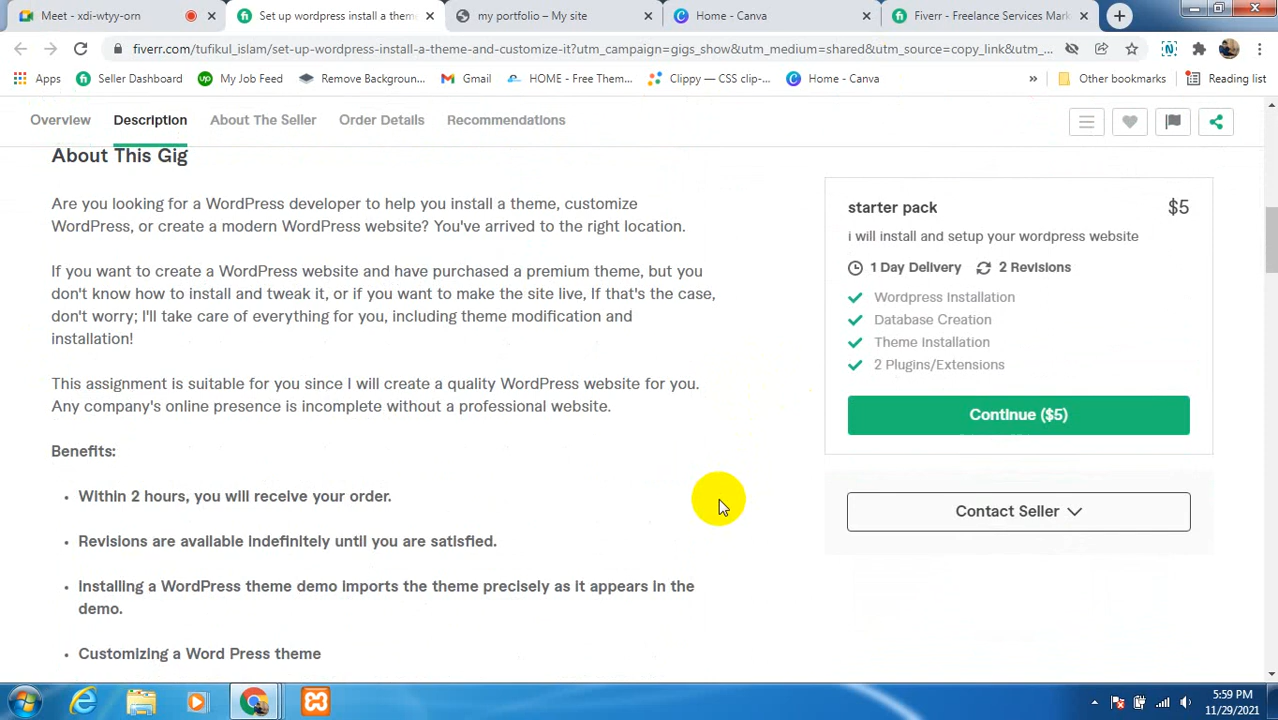 Meet - xdi-wtyy-orn
Set up wordpress install a them
my portfolio – My site
Home - Canva
Fiverr - Freelance Services Mark
fiverr.com/tufikul_islam/set-up-wordpress-install-a-theme-and-customize-it?utm_campaign=gigs_show&utm_medium=shared&utm_source=copy_link&utm_...
Apps
Seller Dashboard
My Job Feed
Remove Backgroun...
Gmail
HOME - Free Them...
Clippy — CSS clip-...
Home - Canva
»
Other bookmarks
Reading list
Overview
Description
About The Seller
Order Details
Recommendations
About This Gig
Are you looking for a WordPress developer to help you install a theme, customize
WordPress, or create a modern WordPress website? You've arrived to the right location.
If you want to create a WordPress website and have purchased a premium theme, but you
don't know how to install and tweak it, or if you want to make the site live, If that's the case,
don't worry; I'll take care of everything for you, including theme modification and
installation!
This assignment is suitable for you since I will create a quality WordPress website for you.
Any company's online presence is incomplete without a professional website.
Benefits:
• Within 2 hours, you will receive your order.
• Revisions are available indefinitely until you are satisfied.
• Installing a WordPress theme demo imports the theme precisely as it appears in the
demo.
• Customizing a Word Press theme
starter pack $5
i will install and setup your wordpress website
1 Day Delivery 2 Revisions
Wordpress Installation
Database Creation
Theme Installation
2 Plugins/Extensions
Continue ($5)
Contact Seller
5:59 PM
11/29/2021